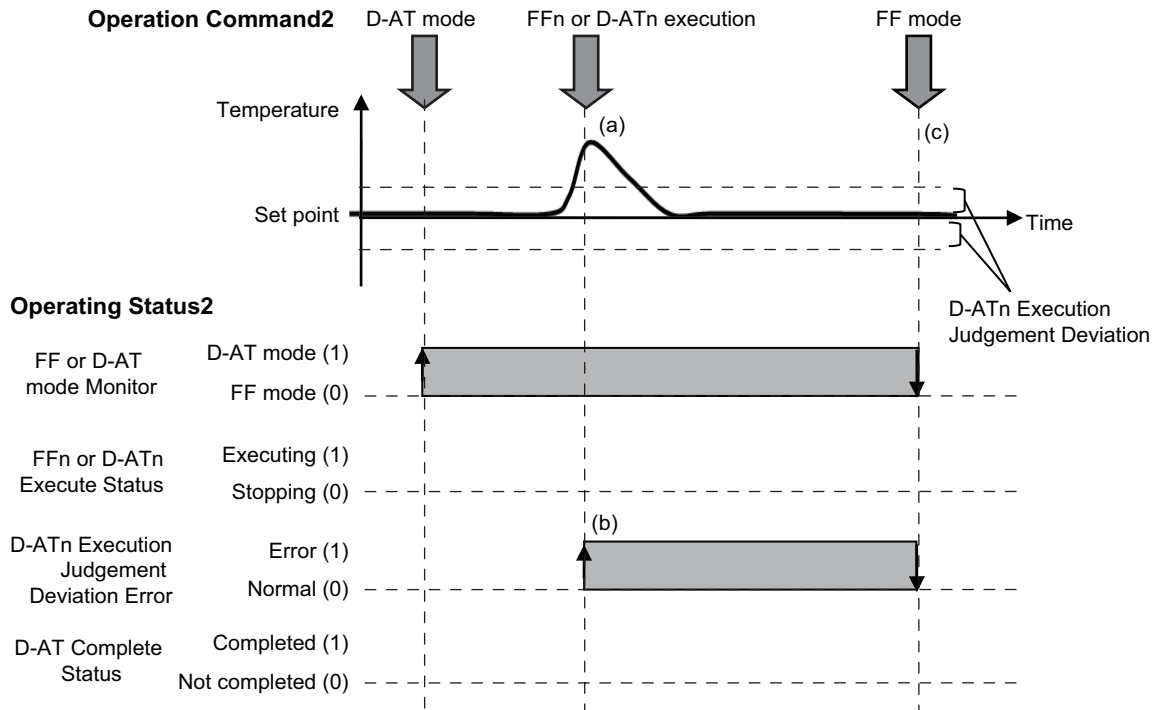 Operation Command2
D-AT mode
FFn or D-ATn execution
FF mode
Temperature
(a)
(c)
Set point
Time
D-ATn Execution
Judgement Deviation
Operating Status2
FF or D-AT
mode Monitor
D-AT mode (1)
FF mode (0)
FFn or D-ATn
Execute Status
Executing (1)
Stopping (0)
(b)
D-ATn Execution
Judgement
Deviation Error
Error (1)
Normal (0)
D-AT Complete
Status
Completed (1)
Not completed (0)